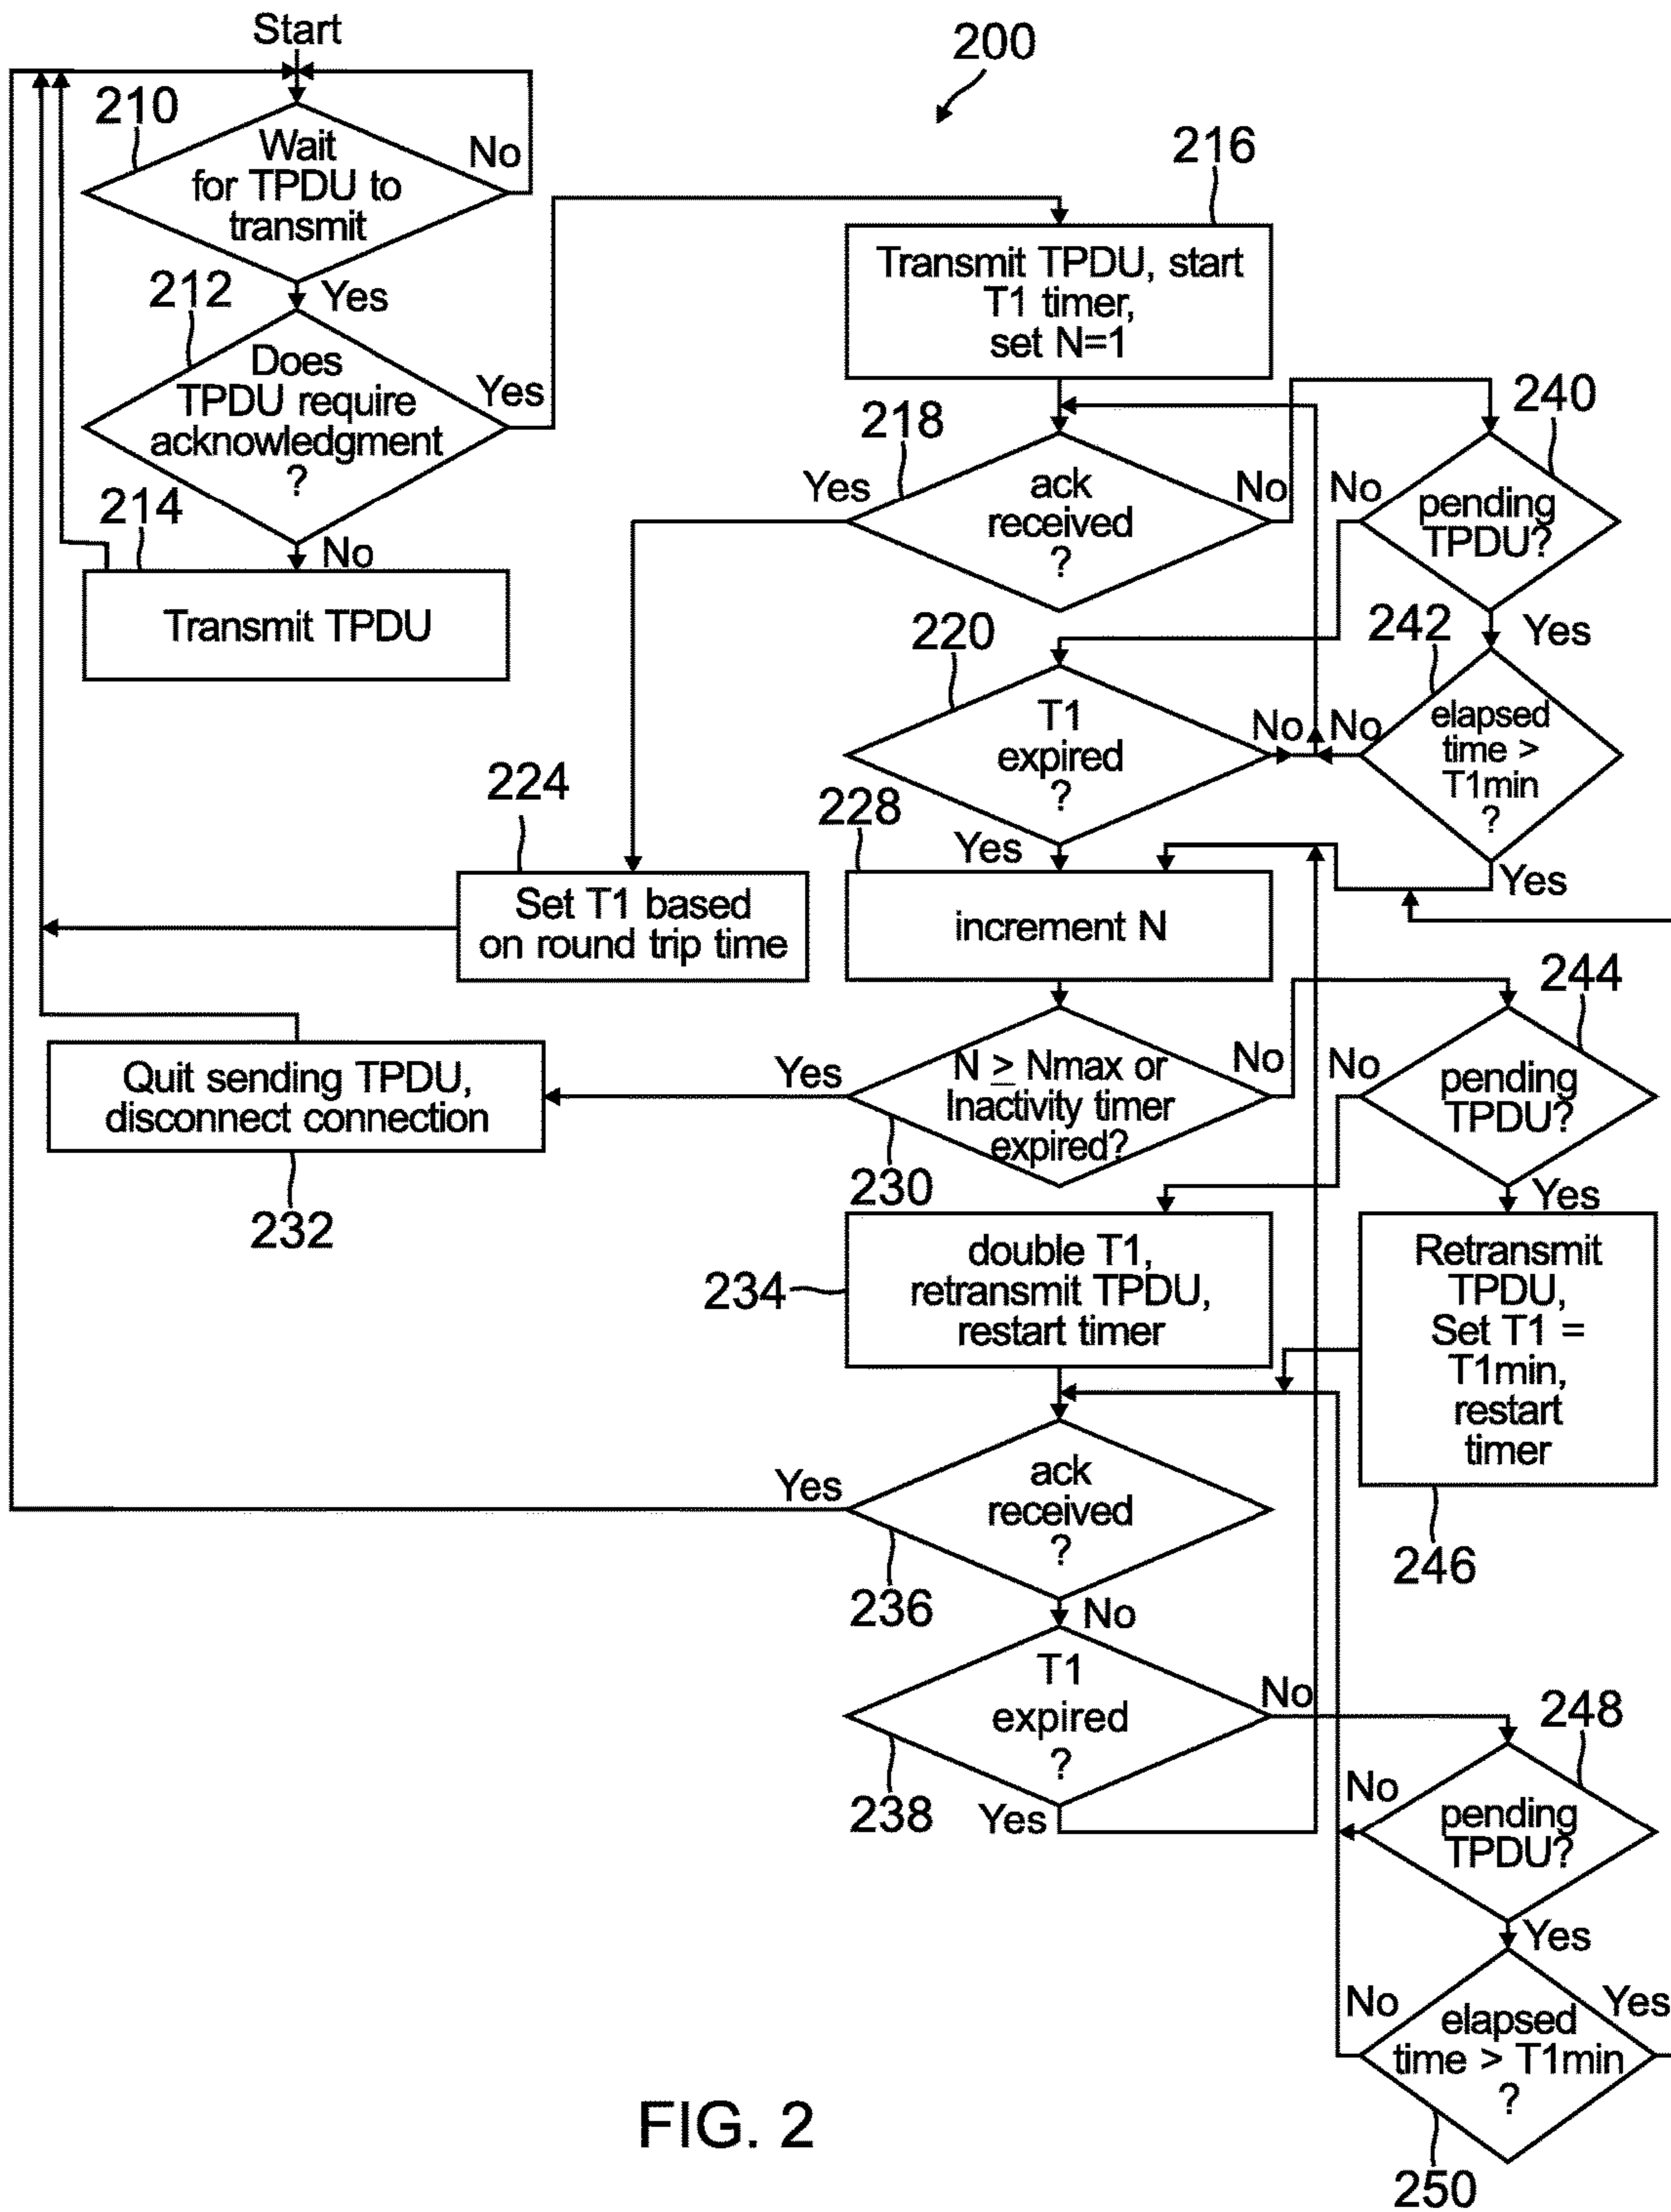 Start
200
210
Wait
for TPDU to
transmit
No
Yes
212
Does
TPDU require
acknowledgment
?
Yes
No
214
Transmit TPDU
216
Transmit TPDU, start
T1 timer,
set N=1
218
ack
received
?
Yes
No
240
pending
TPDU?
No
Yes
220
T1
expired
?
No
Yes
242
elapsed
time >
T1min
?
No
Yes
224
Set T1 based
on round trip time
228
increment N
230
N ≥ Nmax or
Inactivity timer
expired?
Yes
No
232
Quit sending TPDU,
disconnect connection
244
pending
TPDU?
No
Yes
234
double T1,
retransmit TPDU,
restart timer
246
Retransmit
TPDU,
Set T1 =
T1min,
restart
timer
236
ack
received
?
Yes
No
238
T1
expired
?
No
Yes
248
pending
TPDU?
No
Yes
250
elapsed
time > T1min
?
No
Yes
FIG. 2